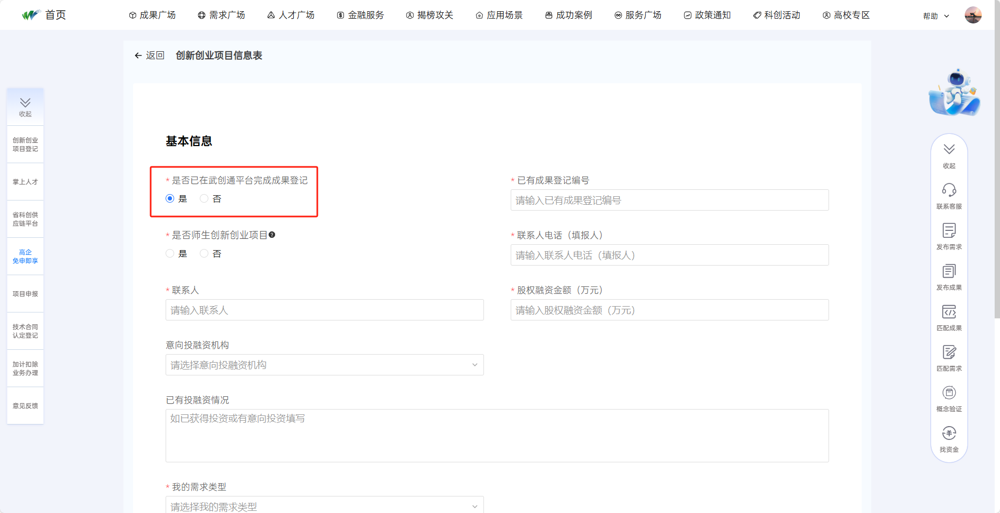 首页
成果广场
需求广场
人才广场
金融服务
揭榜攻关
应用场景
成功案例
服务广场
政策通知
科创活动
高校专区
帮助
返回
创新创业项目信息表
收起
创新创业
项目登记
掌上人才
省科创供
应链平台
高企
免申即享
项目申报
技术合同
认定登记
加计扣除
业务办理
意见反馈
基本信息
* 是否已在武创通平台完成成果登记
是 否
* 已有成果登记编号
请输入已有成果登记编号
* 是否师生创新创业项目?
是 否
* 联系人电话（填报人）
请输入联系人电话（填报人）
* 联系人
请输入联系人
* 股权融资金额（万元）
请输入股权融资金额（万元）
意向投融资机构
请选择意向投融资机构
已有投融资情况
如已获得投资或有意向投资填写
* 我的需求类型
请选择我的需求类型
收起
联系客服
发布需求
发布成果
匹配成果
匹配需求
概念验证
找资金